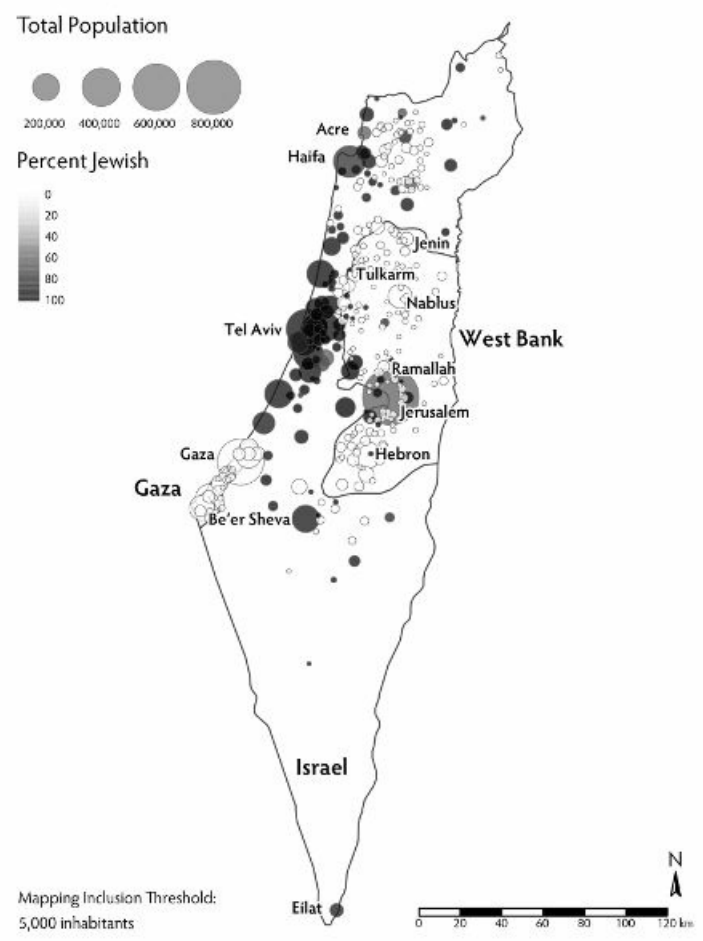 Total Population
200,000 400,000 600,000 800,000
Percent Jewish
0
20
40
60
80
100
Acre
Haifa
Jenin
Tulkarm
Nablus
Tel Aviv
West Bank
Ramallah
Jerusalem
Gaza
Hebron
Gaza
Be'er Sheva
Israel
Eilat
Mapping Inclusion Threshold:
5,000 inhabitants
N
0 20 40 60 80 100 120 km